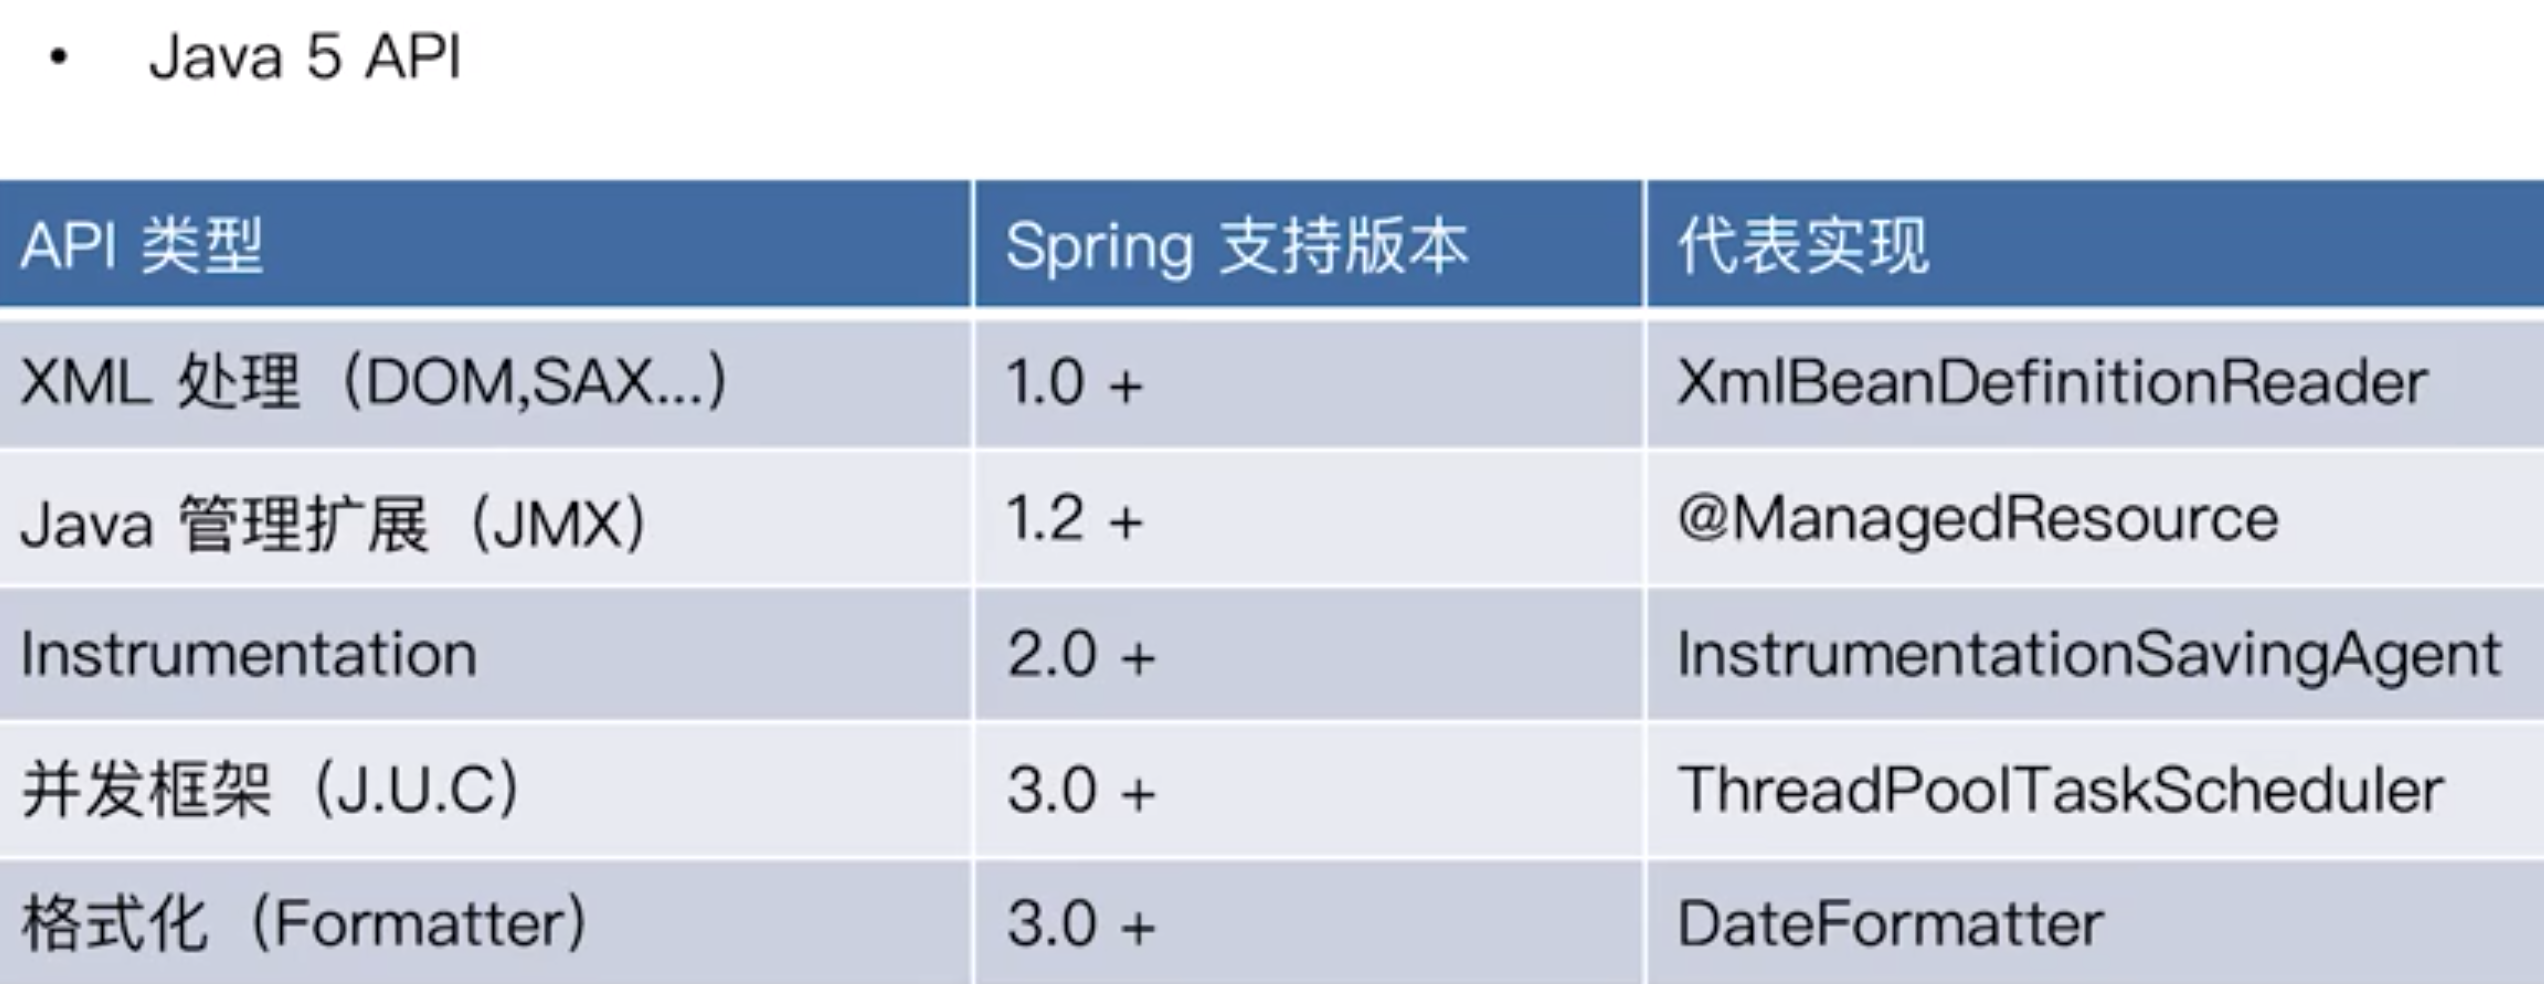 • Java 5 API
API 类型 Spring 支持版本 代表实现
XML 处理（DOM,SAX...） 1.0 + XmlBeanDefinitionReader
Java 管理扩展（JMX） 1.2 + @ManagedResource
Instrumentation 2.0 + InstrumentationSavingAgent
并发框架（J.U.C） 3.0 + ThreadPoolTaskScheduler
格式化（Formatter） 3.0 + DateFormatter